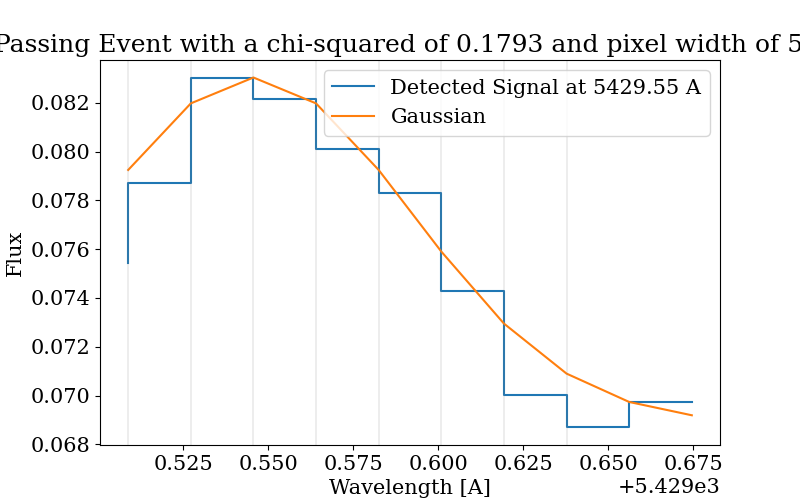 Passing Event with a chi-squared of 0.1793 and pixel width of 5
Detected Signal at 5429.55 A
Gaussian
0.082
0.080
0.078
0.076
0.074
0.072
0.070
0.068
Flux
0.525 0.550 0.575 0.600 0.625 0.650 0.675
Wavelength [A]
+5.429e3